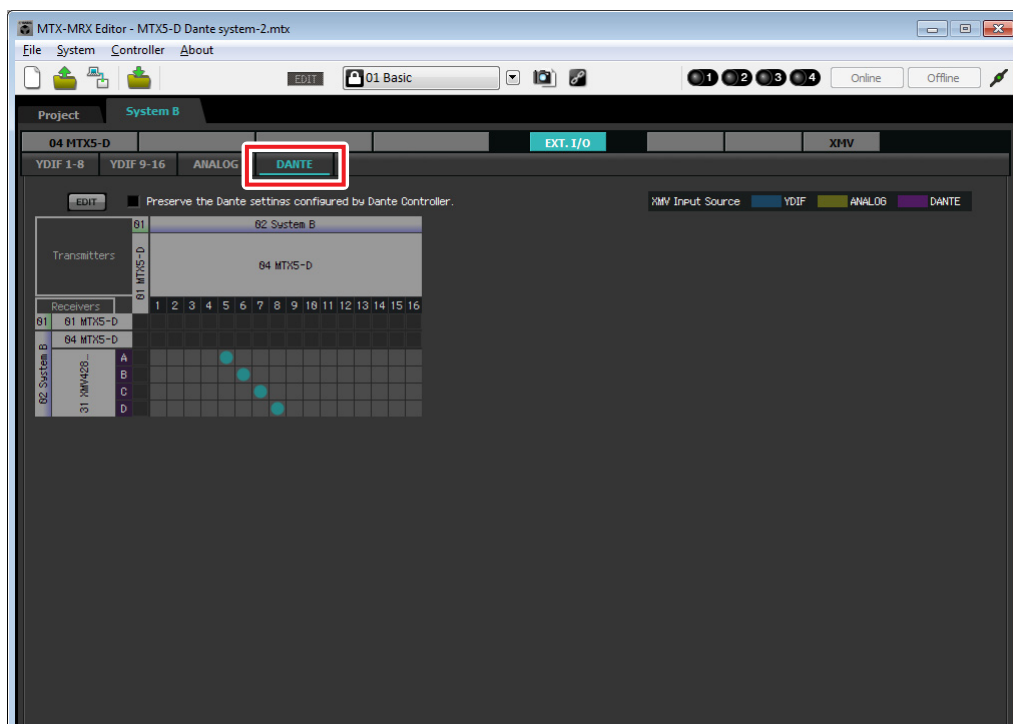 MTX-MRX Editor - MTX5-D Dante system-2.mtx
File System Controller About
EDIT 01 Basic 1 2 3 4 Online Offline
Project System B
04 MTX5-D EXT. I/O XMV
YDIF 1-8 YDIF 9-16 ANALOG DANTE
EDIT Preserve the Dante settings configured by Dante Controller. XMV Input Source YDIF ANALOG DANTE
01 02 System B
Transmitters 01 MTX5-D 04 MTX5-D
Receivers 1 2 3 4 5 6 7 8 9 10 11 12 13 14 15 16
01 01 MTX5-D
02 System B 04 MTX5-D
31 XMV428_ A
B
C
D